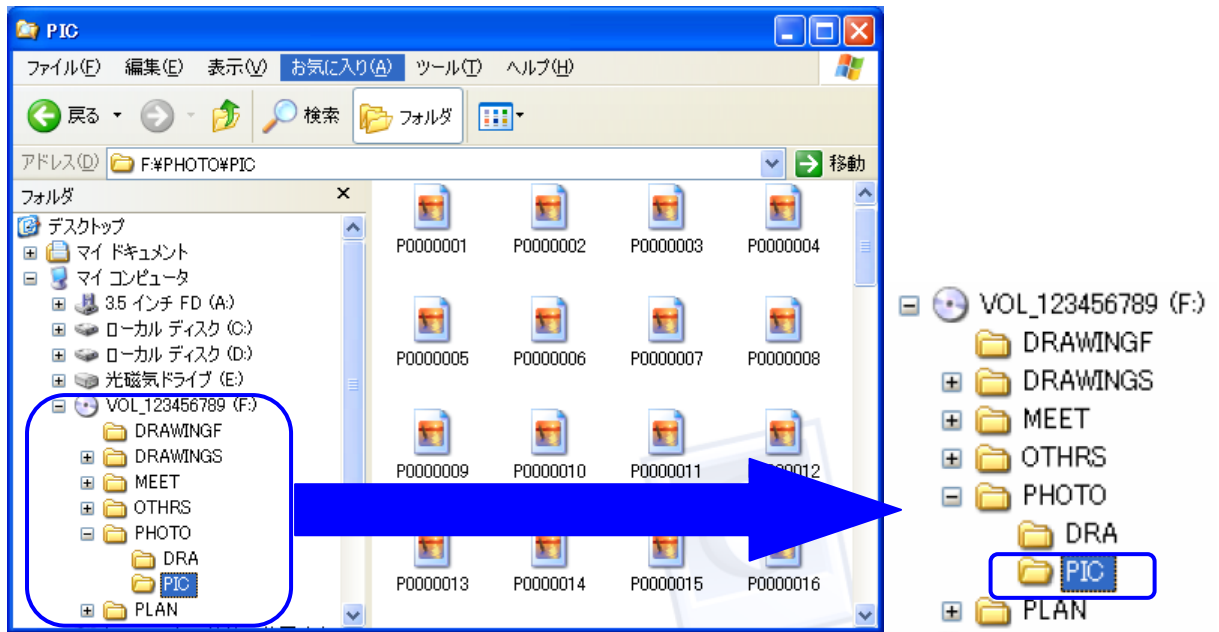 PIC
ファイル(F) 編集(E) 表示(V) お気に入り(A) ツール(T) ヘルプ(H)
戻る 検索 フォルダ
アドレス(D) F:¥PHOTO¥PIC 移動
フォルダ ×
デスクトップ
マイ ドキュメント
マイ コンピュータ
3.5 インチ FD (A:)
ローカル ディスク (C:)
ローカル ディスク (D:)
光磁気ドライブ (E:)
VOL_123456789 (F:)
DRAWINGF
DRAWINGS
MEET
OTHRS
PHOTO
DRA
PIC
PLAN
P0000001 P0000002 P0000003 P0000004
P0000005 P0000006 P0000007 P0000008
P0000009 P0000010 P0000011 P0000012
P0000013 P0000014 P0000015 P0000016
VOL_123456789 (F:)
DRAWINGF
DRAWINGS
MEET
OTHRS
PHOTO
DRA
PIC
PLAN